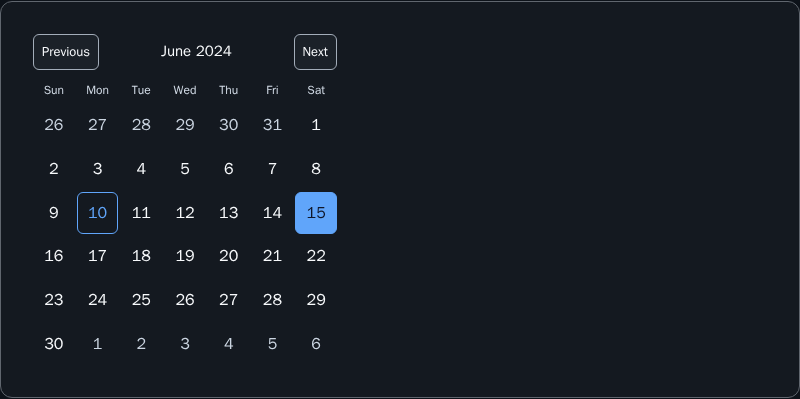 Previous June 2024 Next
Sun Mon Tue Wed Thu Fri Sat
26 27 28 29 30 31 1
2 3 4 5 6 7 8
9 10 11 12 13 14 15
16 17 18 19 20 21 22
23 24 25 26 27 28 29
30 1 2 3 4 5 6